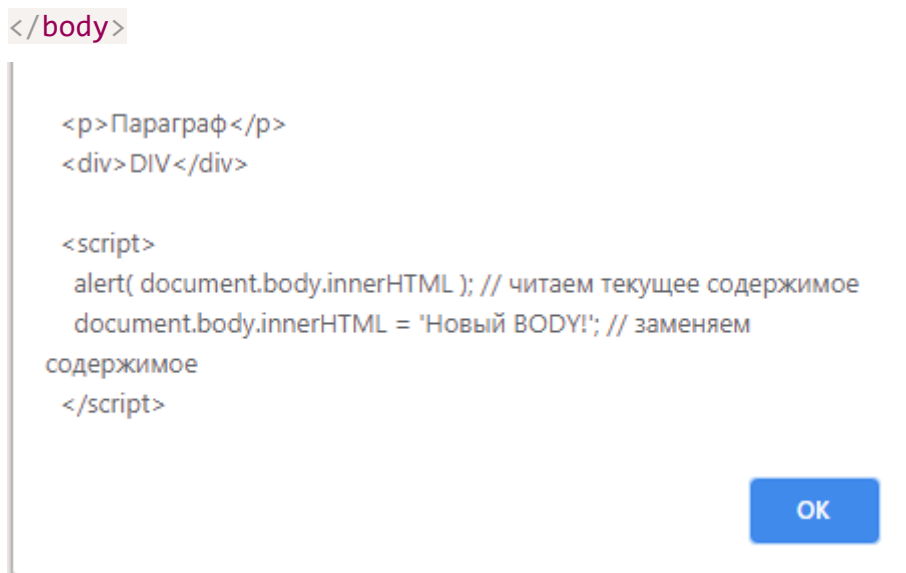 </body>
<p>Параграф</p>
<div>DIV</div>
<script>
alert( document.body.innerHTML ); // читаем текущее содержимое
document.body.innerHTML = 'Новый BODY!'; // заменяем
содержимое
</script>
ОК